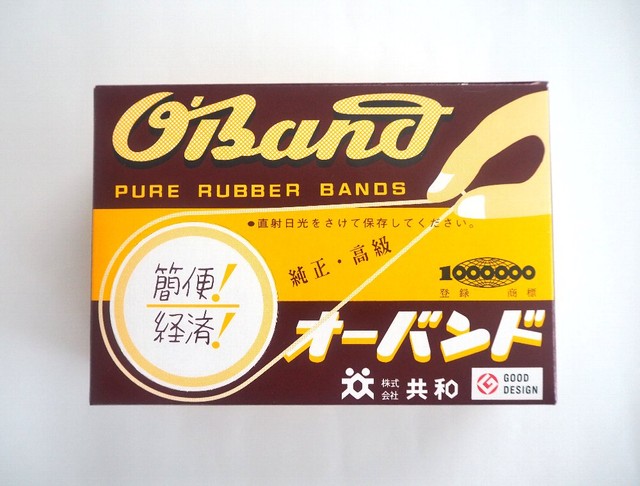 O'Band
PURE RUBBER BANDS
●直射日光をさけて保存してください。
純正・高級
簡便!
経済!
1000000
登録 商標
オーバンド
株式
会社 共和
G GOOD
DESIGN